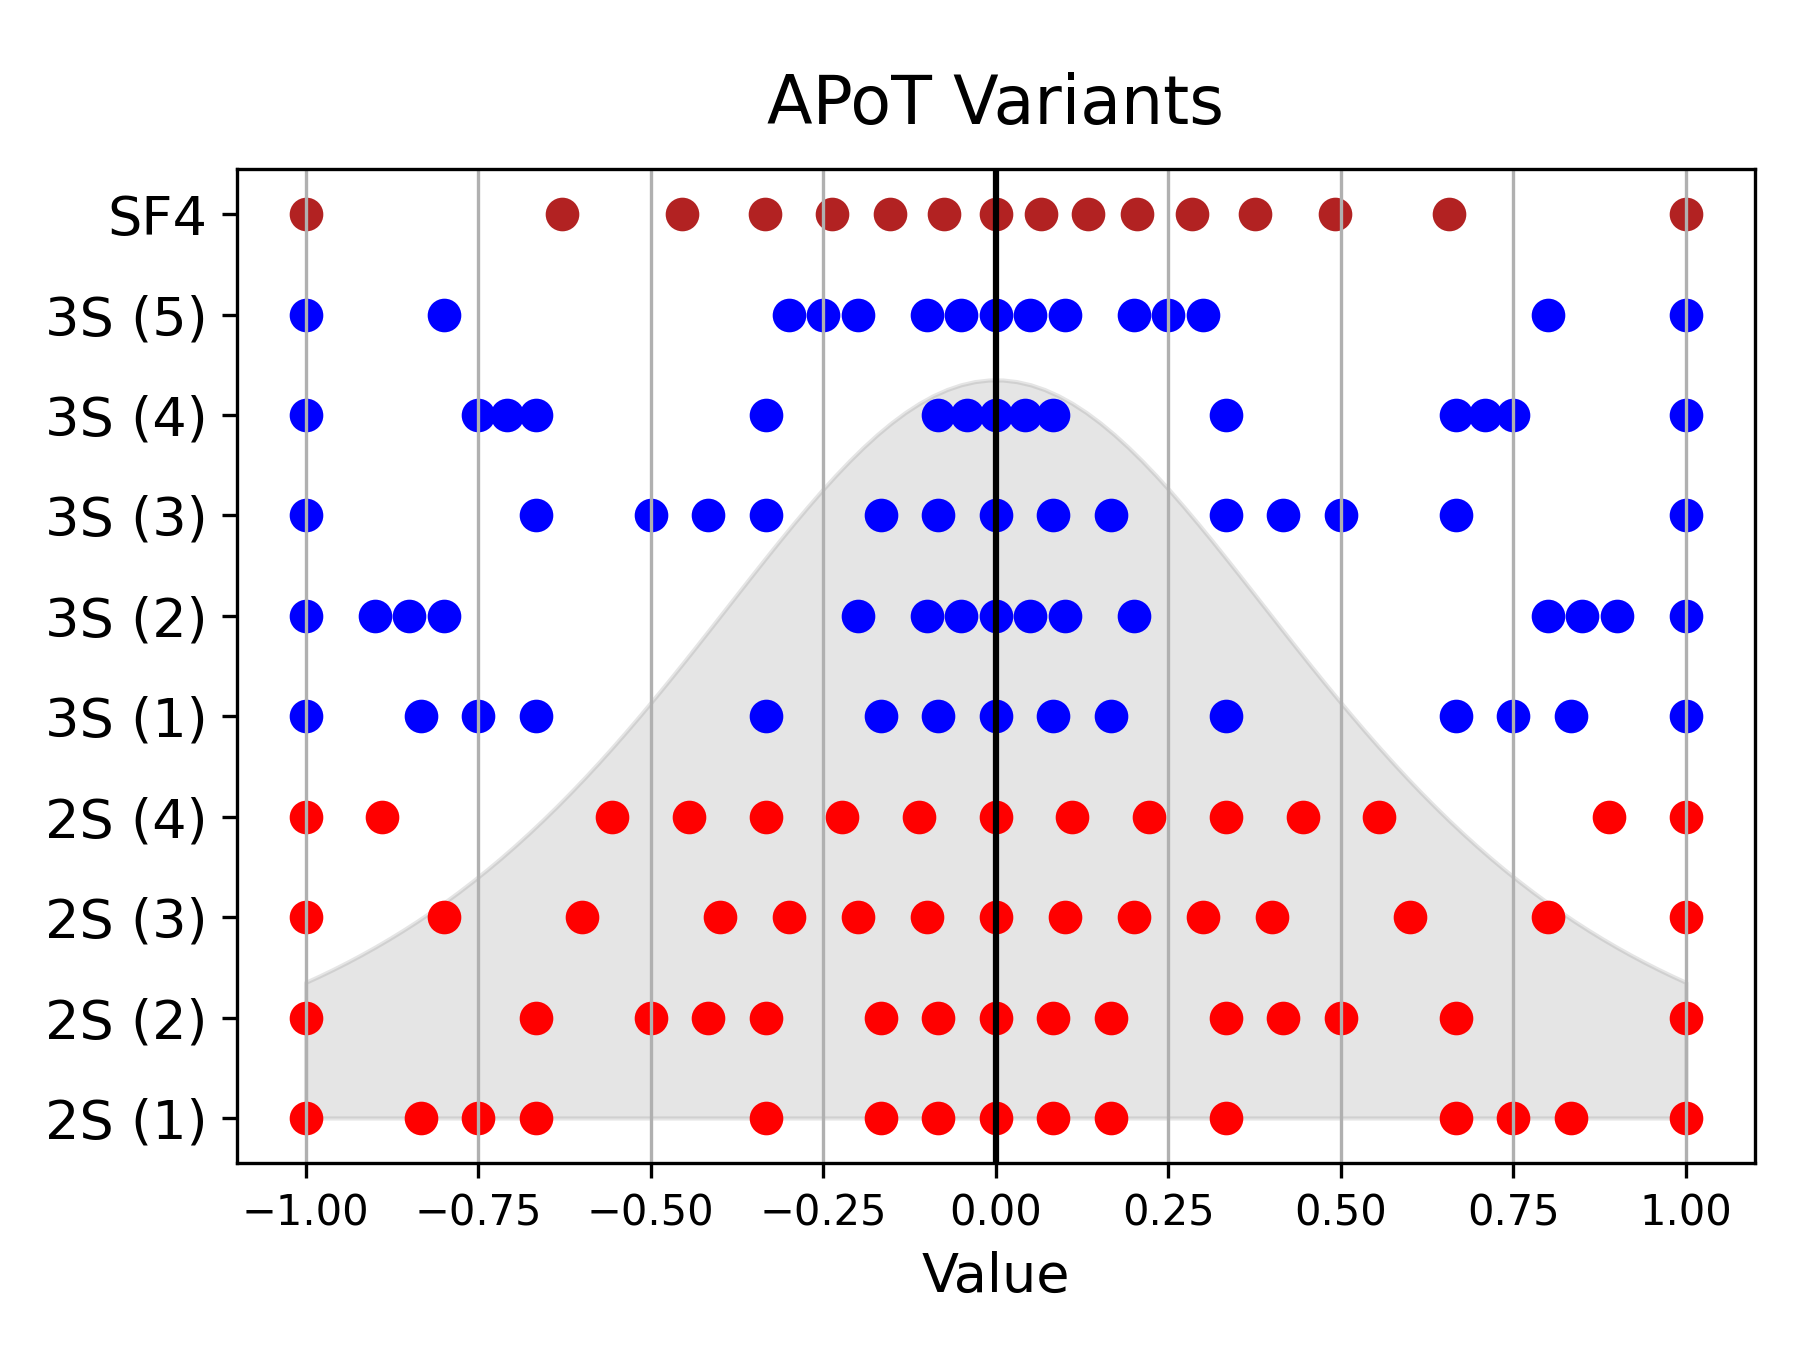 APoT Variants
SF4
3S (5)
3S (4)
3S (3)
3S (2)
3S (1)
2S (4)
2S (3)
2S (2)
2S (1)
−1.00 −0.75 −0.50 −0.25 0.00 0.25 0.50 0.75 1.00
Value